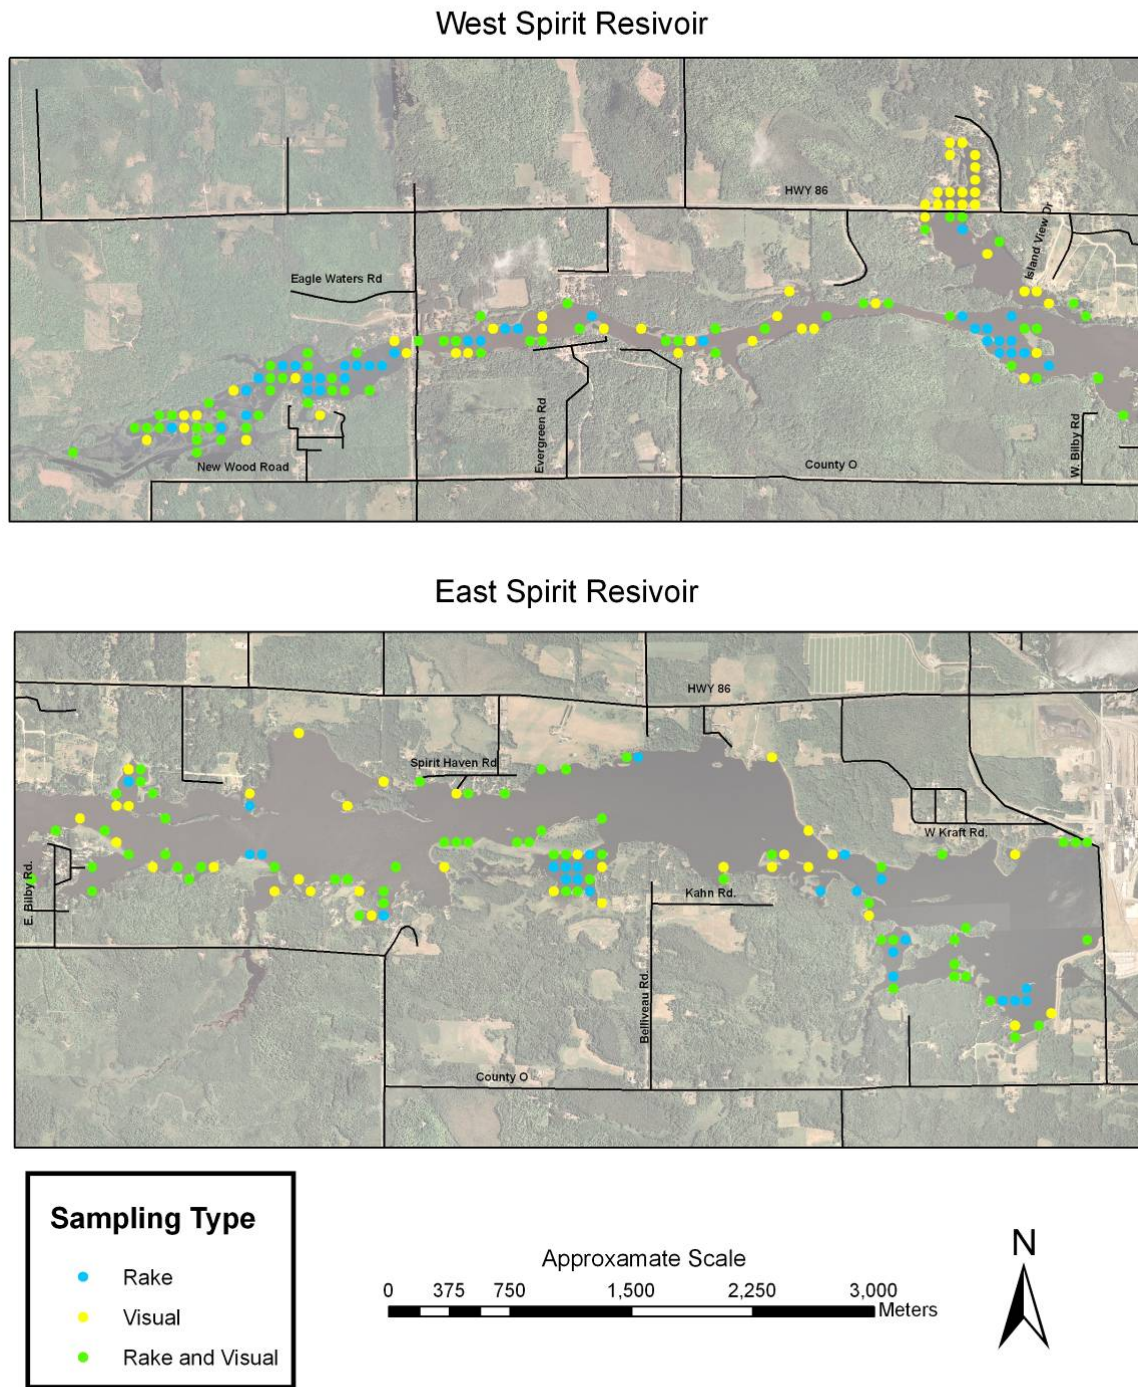 West Spirit Resivoir
HWY 86
Island View Dr
Eagle Waters Rd
Evergreen Rd
New Wood Road
County O
W. Bilby Rd
East Spirit Resivoir
HWY 86
Spirit Haven Rd
W Kraft Rd.
E. Bilby Rd.
Kahn Rd.
Belliveau Rd.
County O
Sampling Type
Rake
Visual
Rake and Visual
Approxamate Scale
0 375 750 1,500 2,250 3,000
Meters
N